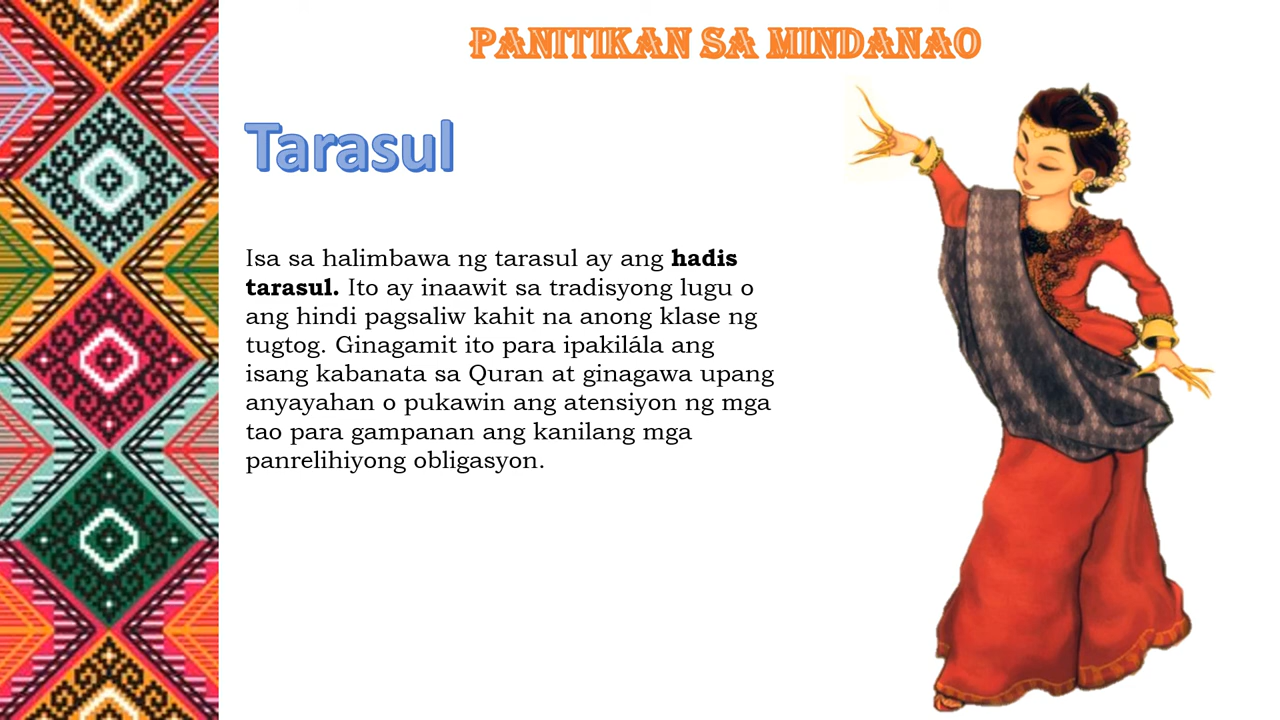 PANITIKAN SA MINDANAO
Tarasul
Isa sa halimbawa ng tarasul ay ang hadis
tarasul. Ito ay inaawit sa tradisyong lugu o
ang hindi pagsaliw kahit na anong klase ng
tugtog. Ginagamit ito para ipakilála ang
isang kabanata sa Quran at ginagawa upang
anyayahan o pukawin ang atensiyon ng mga
tao para gampanan ang kanilang mga
panrelihiyong obligasyon.